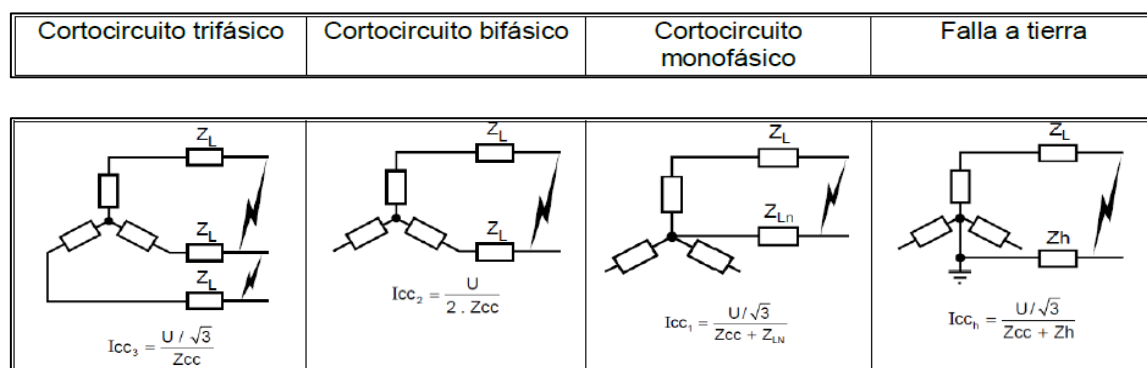 Cortocircuito trifásico
Cortocircuito bifásico
Cortocircuito
monofásico
Falla a tierra
Z_L
Z_L
Z_L
Icc₃ = U / √3
Zcc
Z_L
Z_L
Icc₂ = U
2 . Zcc
Z_L
Z_Ln
Icc₁ = U/√3
Zcc + Z_LN
Z_L
Zh
Icc_h = U/√3
Zcc + Zh